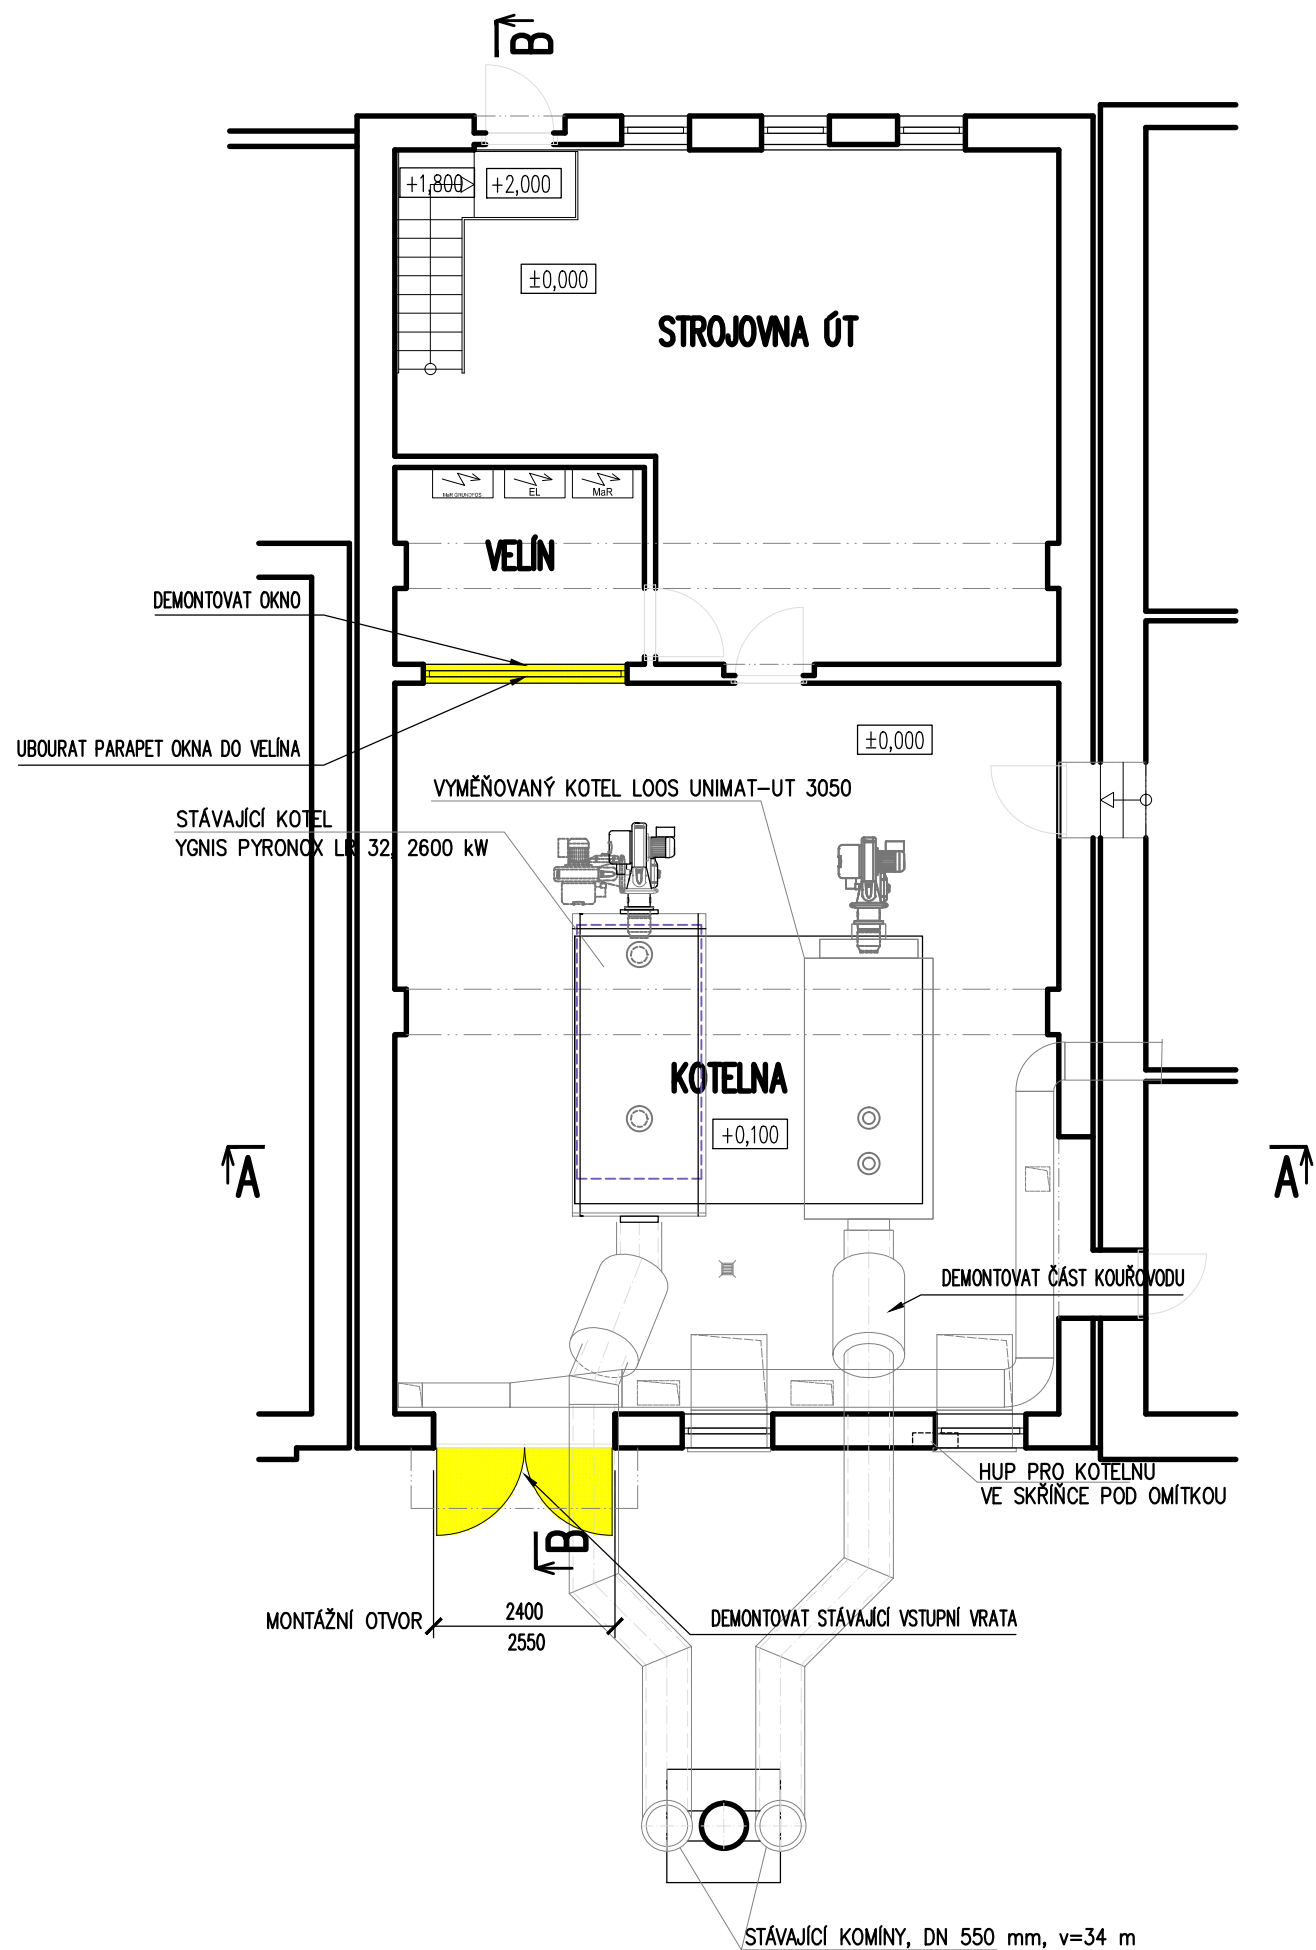 B
+1,800
+2,000
±0,000
STROJOVNA ÚT
MaR GRUNDFOS
EL
MaR
VELÍN
DEMONTOVAT OKNO
UBOURAT PARAPET OKNA DO VELÍNA
±0,000
VYMĚŇOVANÝ KOTEL LOOS UNIMAT-UT 3050
STÁVAJÍCÍ KOTEL
YGNIS PYRONOX LR 32, 2600 kW
KOTELNA
+0,100
A
A
DEMONTOVAT ČÁST KOUŘOVODU
HUP PRO KOTELNU
VE SKŘÍŇCE POD OMÍTKOU
B
MONTÁŽNÍ OTVOR
2400
2550
DEMONTOVAT STÁVAJÍCÍ VSTUPNÍ VRATA
STÁVAJÍCÍ KOMÍNY, DN 550 mm, v=34 m